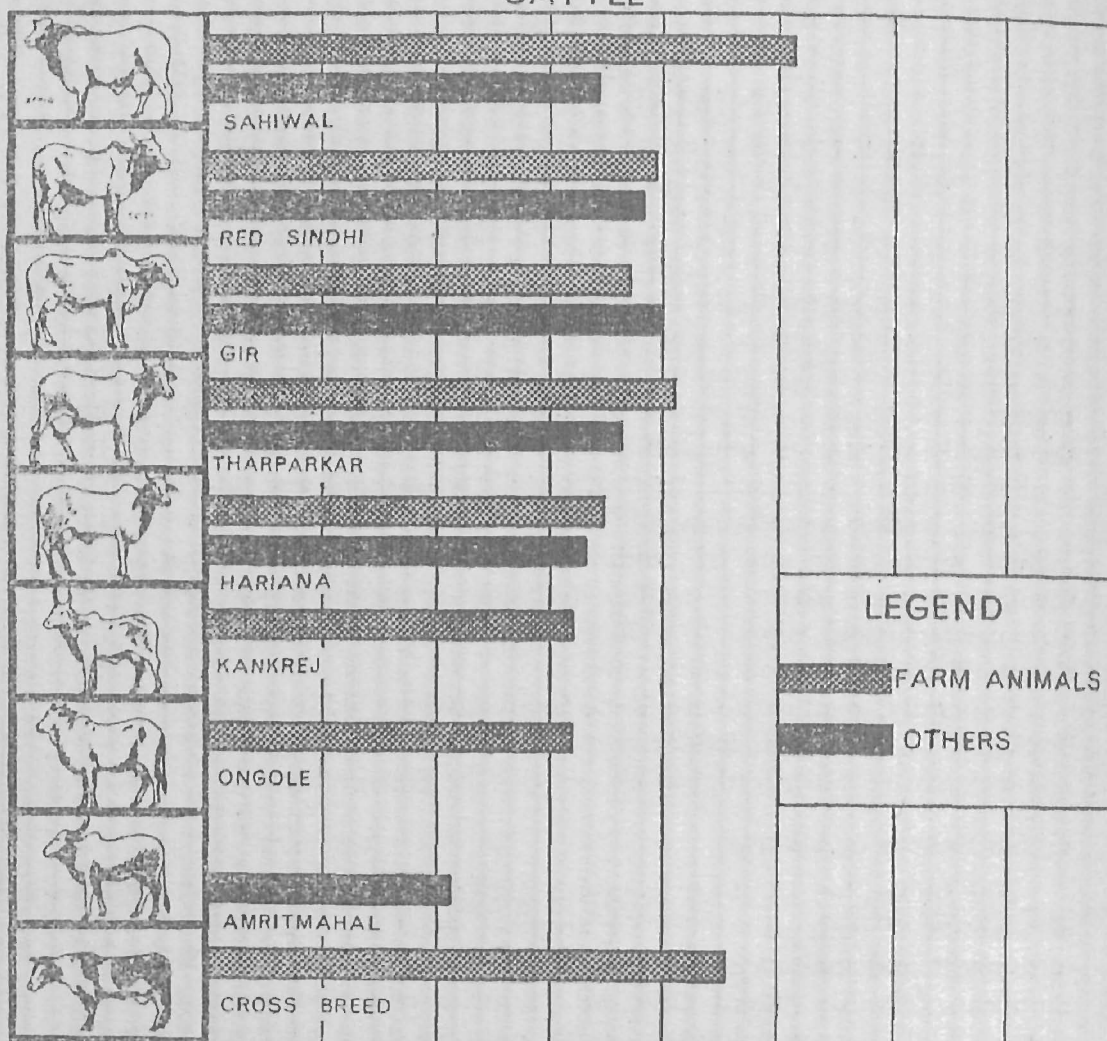 SAHIWAL
RED SINDHI
GIR
THARPARKAR
HARIANA
KANKREJ
ONGOLE
AMRITMAHAL
CROSS BREED
LEGEND
FARM ANIMALS
OTHERS